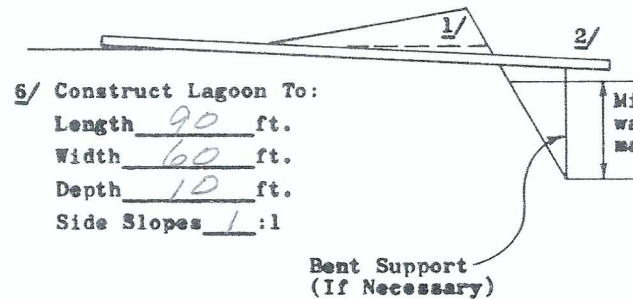 1/
2/
6/ Construct Lagoon To:
Length 90 ft.
Width 60 ft.
Depth 10 ft.
Side Slopes 1 :1
Bent Support
(If Necessary)